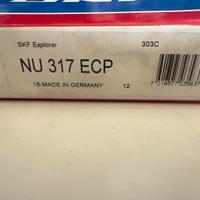 SKF Explorer 303C
NU 317 ECP
18-MADE IN GERMANY 12